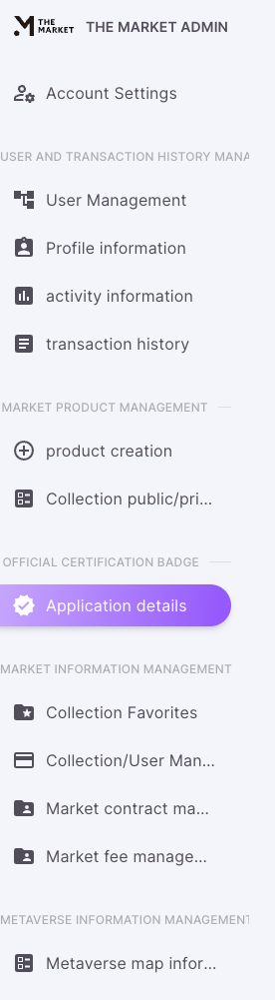 THE MARKET THE MARKET ADMIN
Account Settings
USER AND TRANSACTION HISTORY MANA
User Management
Profile information
activity information
transaction history
MARKET PRODUCT MANAGEMENT
product creation
Collection public/pri...
OFFICIAL CERTIFICATION BADGE
Application details
MARKET INFORMATION MANAGEMENT
Collection Favorites
Collection/User Man...
Market contract ma...
Market fee manage...
METAVERSE INFORMATION MANAGEMENT
Metaverse map infor...